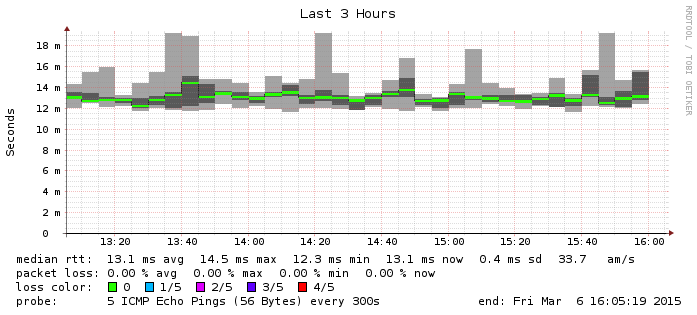 Last 3 Hours
RRDTOOL / TOBI OETIKER
Seconds
18 m
16 m
14 m
12 m
10 m
8 m
6 m
4 m
2 m
0
13:20 13:40 14:00 14:20 14:40 15:00 15:20 15:40 16:00
median rtt: 13.1 ms avg 14.5 ms max 12.3 ms min 13.1 ms now 0.4 ms sd 33.7 am/s
packet loss: 0.00 % avg 0.00 % max 0.00 % min 0.00 % now
loss color: 0 1/5 2/5 3/5 4/5
probe: 5 ICMP Echo Pings (56 Bytes) every 300s end: Fri Mar 6 16:05:19 2015